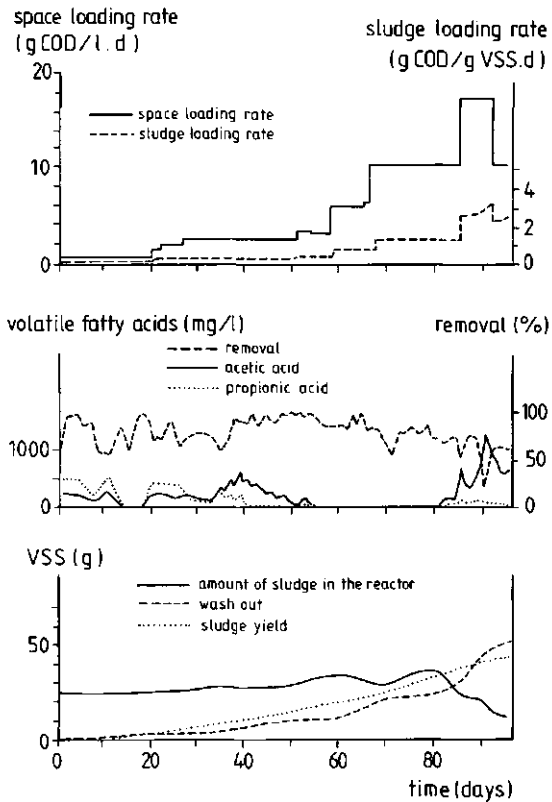 space loading rate
(g COD/l.d)
sludge loading rate
(g COD/g VSS.d)
20
10
0
4
2
0
space loading rate
sludge loading rate
volatile fatty acids (mg/l)
removal (%)
removal
acetic acid
propionic acid
1000
0
100
50
0
VSS (g)
amount of sludge in the reactor
wash out
sludge yield
50
0
0
20
40
60
80
time (days)